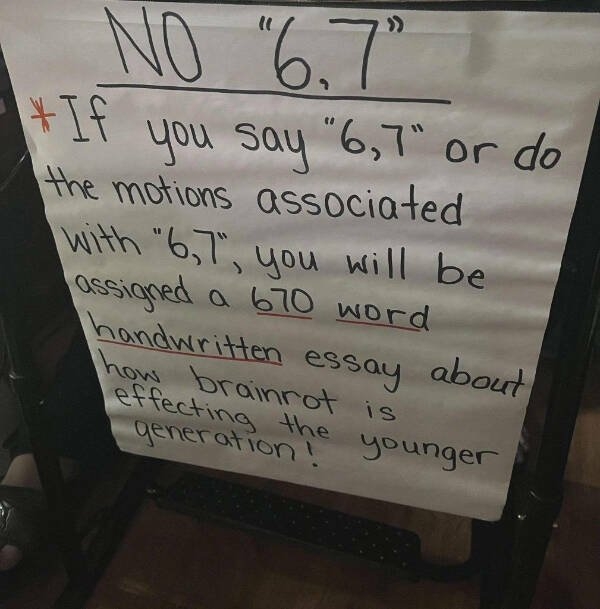 NO "6,7"
*If you say "6,7" or do
the motions associated
with "6,7", you will be
assigned a 670 word
handwritten essay about
how brainrot is
effecting the younger
generation!